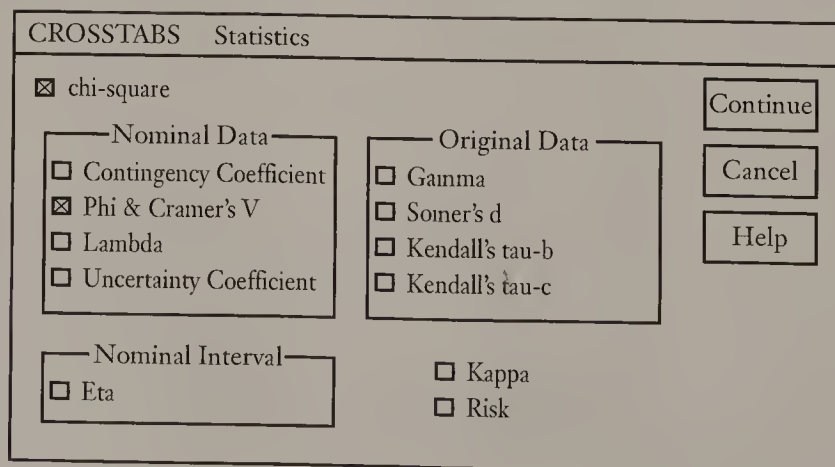 CROSSTABS Statistics
chi-square
Nominal Data
Contingency Coefficient
Phi & Cramer's V
Lambda
Uncertainty Coefficient
Original Data
Gamma
Somer's d
Kendall's tau-b
Kendall's tau-c
Continue
Cancel
Help
Nominal Interval
Eta
Kappa
Risk